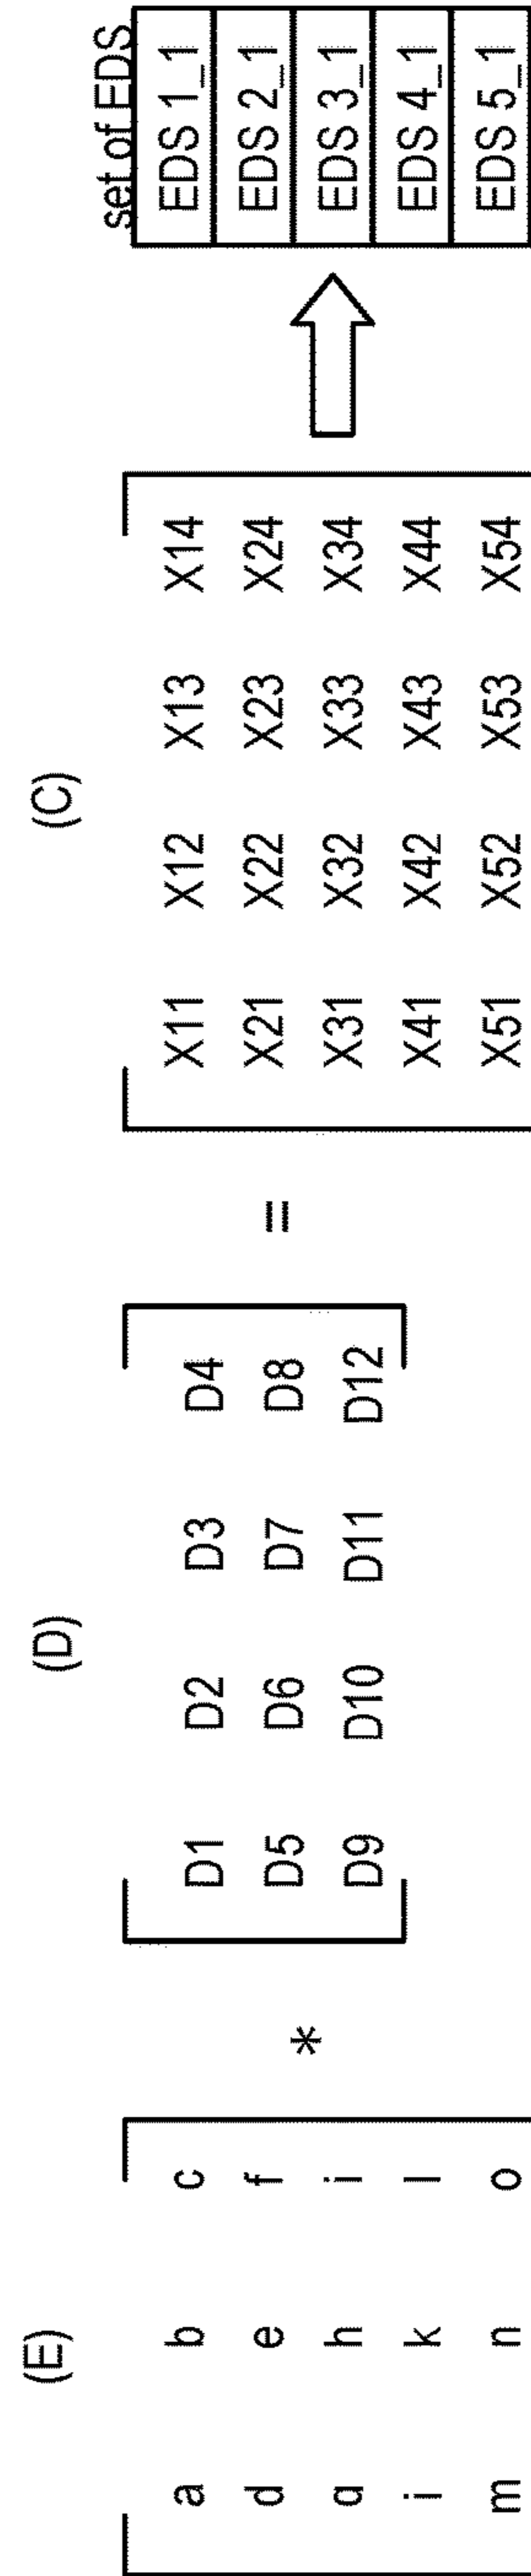 (E) (D) (C) set of EDS
a b c D1 D2 D3 D4 X11 X12 X13 X14 EDS 1_1
d e f * D5 D6 D7 D8 = X21 X22 X23 X24 EDS 2_1
g h i D9 D10 D11 D12 X31 X32 X33 X34 EDS 3_1
j k l X41 X42 X43 X44 EDS 4_1
m n o X51 X52 X53 X54 EDS 5_1